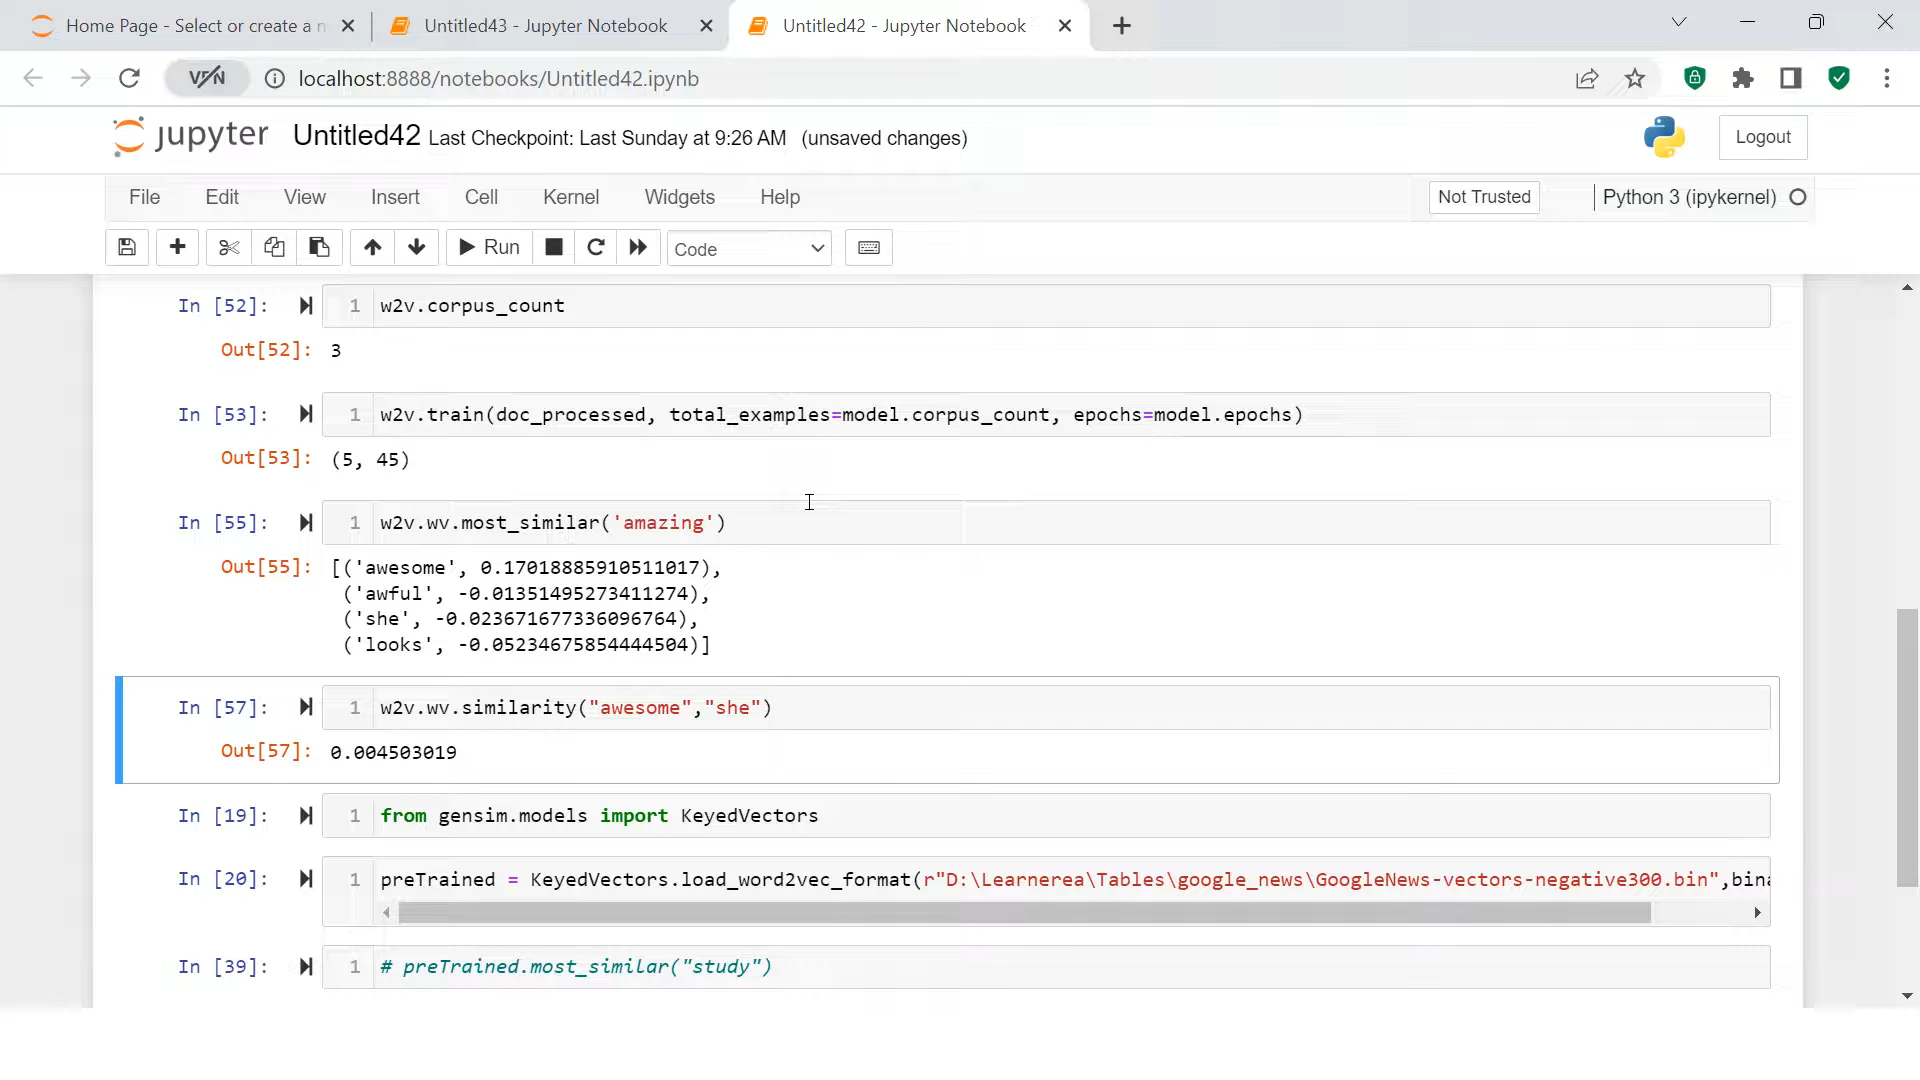 Home Page - Select or create a n
Untitled43 - Jupyter Notebook
Untitled42 - Jupyter Notebook
VPN
localhost:8888/notebooks/Untitled42.ipynb
jupyter Untitled42 Last Checkpoint: Last Sunday at 9:26 AM (unsaved changes)
Logout
File Edit View Insert Cell Kernel Widgets Help
Not Trusted
Python 3 (ipykernel)
Run
Code
In [52]: 1 w2v.corpus_count
Out[52]: 3
In [53]: 1 w2v.train(doc_processed, total_examples=model.corpus_count, epochs=model.epochs)
Out[53]: (5, 45)
In [55]: 1 w2v.wv.most_similar('amazing')
Out[55]: [('awesome', 0.17018885910511017),
('awful', -0.01351495273411274),
('she', -0.023671677336096764),
('looks', -0.05234675854444504)]
In [57]: 1 w2v.wv.similarity("awesome","she")
Out[57]: 0.004503019
In [19]: 1 from gensim.models import KeyedVectors
In [20]: 1 preTrained = KeyedVectors.load_word2vec_format(r"D:\Learnerea\Tables\google_news\GoogleNews-vectors-negative300.bin",bina
In [39]: 1 # preTrained.most_similar("study")